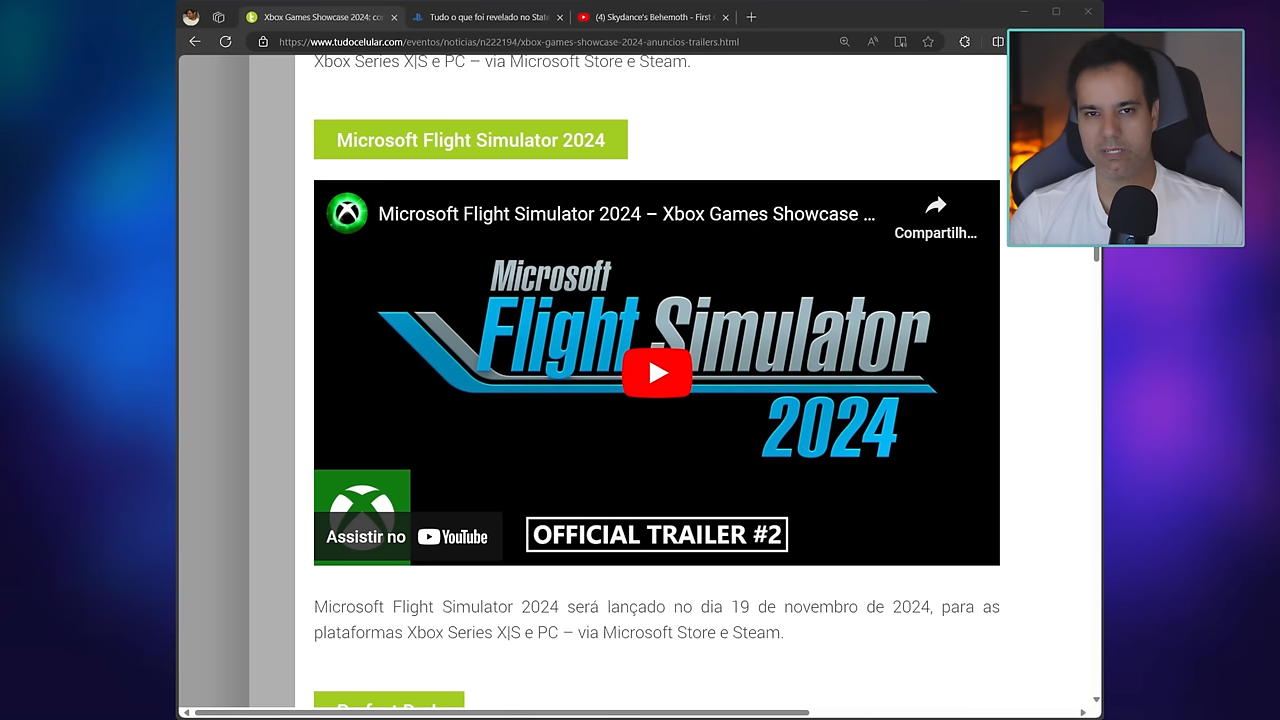 Xbox Games Showcase 2024: co
Tudo o que foi revelado no State
(4) Skydance's Behemoth - First
https://www.tudocelular.com/eventos/noticias/n222194/xbox-games-showcase-2024-anuncios-trailers.html
Xbox Series X|S e PC – via Microsoft Store e Steam.
Microsoft Flight Simulator 2024
Microsoft Flight Simulator 2024 – Xbox Games Showcase ...
Compartilh...
Microsoft
Flight Simulator
2024
Assistir no YouTube
OFFICIAL TRAILER #2
Microsoft Flight Simulator 2024 será lançado no dia 19 de novembro de 2024, para as
plataformas Xbox Series X|S e PC – via Microsoft Store e Steam.